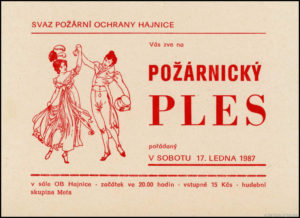 SVAZ POŽÁRNÍ OCHRANY HAJNICE
Vás zve na
POŽÁRNICKÝ
PLES
pořádaný
V SOBOTU 17. LEDNA 1987
v sále OB Hajnice - začátek ve 20.00 hodin - vstupné 15 Kčs - hudební
skupina Meta